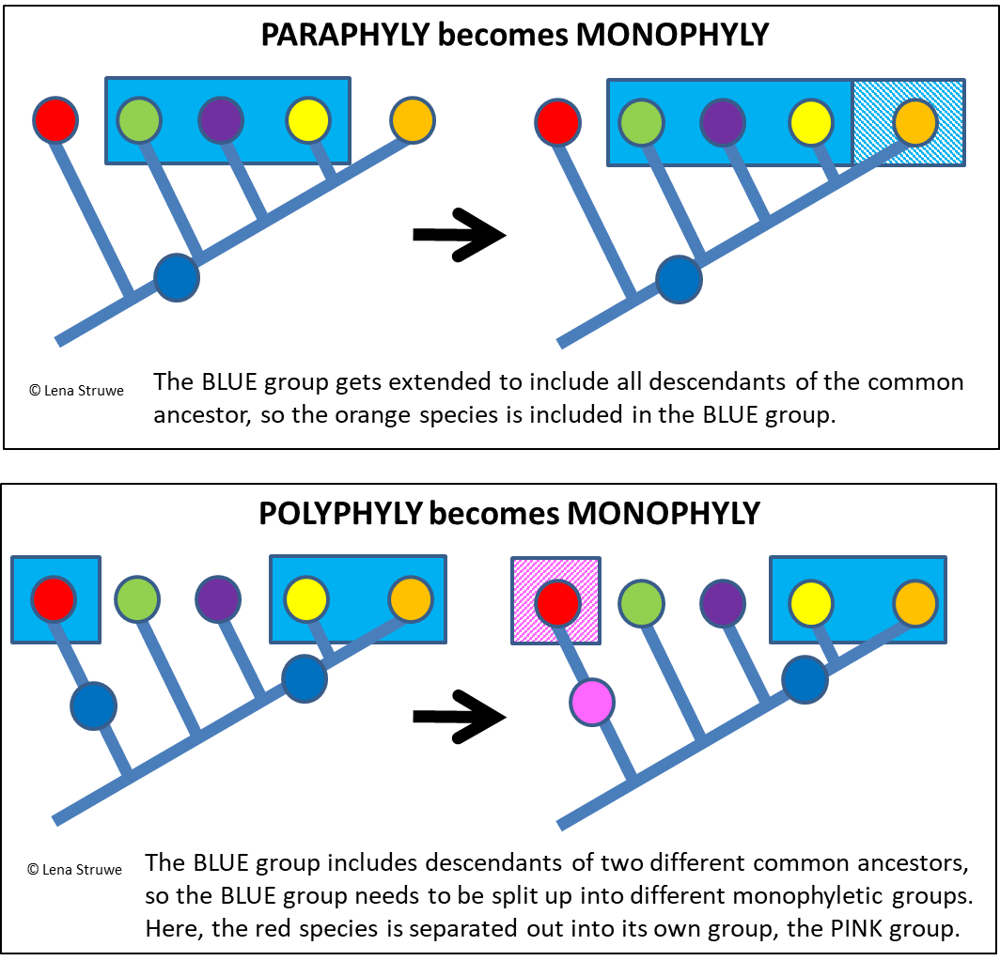 PARAPHYLY becomes MONOPHYLY
© Lena Struwe
The BLUE group gets extended to include all descendants of the common
ancestor, so the orange species is included in the BLUE group.
POLYPHYLY becomes MONOPHYLY
© Lena Struwe
The BLUE group includes descendants of two different common ancestors,
so the BLUE group needs to be split up into different monophyletic groups.
Here, the red species is separated out into its own group, the PINK group.